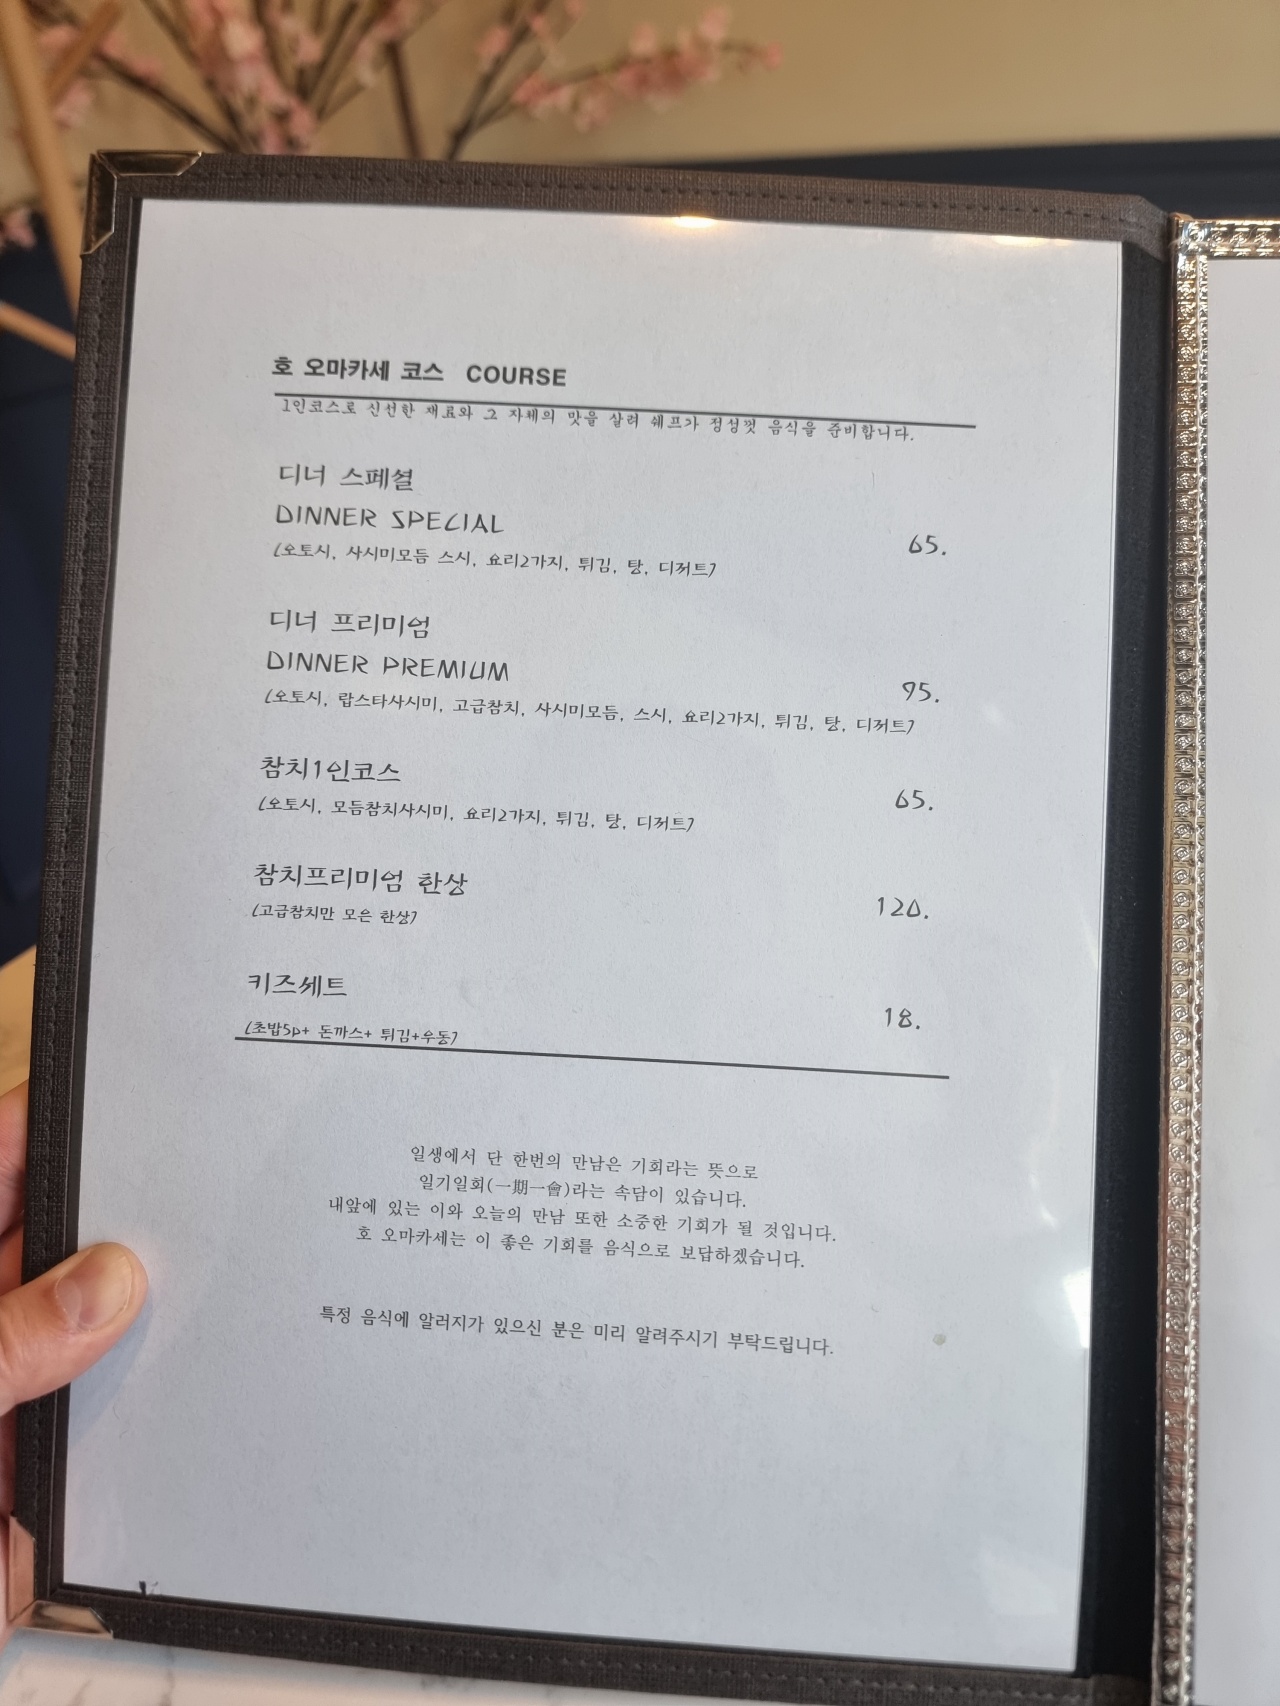 호 오마카세 코스 COURSE
1인코스로 신선한 재료와 그 자체의 맛을 살려 쉐프가 정성껏 음식을 준비합니다.
디너 스페셜
DINNER SPECIAL
65.
(오토시, 사시미모듬 스시, 요리2가지, 튀김, 탕, 디저트)
디너 프리미엄
DINNER PREMIUM
95.
(오토시, 랍스타사시미, 고급참치, 사시미모듬, 스시, 요리2가지, 튀김, 탕, 디저트)
참치1인코스
65.
(오토시, 모듬참치사시미, 요리2가지, 튀김, 탕, 디저트)
참치프리미엄 한상
120.
(고급참치만 모은 한상)
키즈세트
18.
(초밥5p+ 돈까스+ 튀김+우동)
일생에서 단 한번의 만남은 기회라는 뜻으로
일기일회(一期一會)라는 속담이 있습니다.
내앞에 있는 이와 오늘의 만남 또한 소중한 기회가 될 것입니다.
호 오마카세는 이 좋은 기회를 음식으로 보답하겠습니다.
특정 음식에 알러지가 있으신 분은 미리 알려주시기 부탁드립니다.